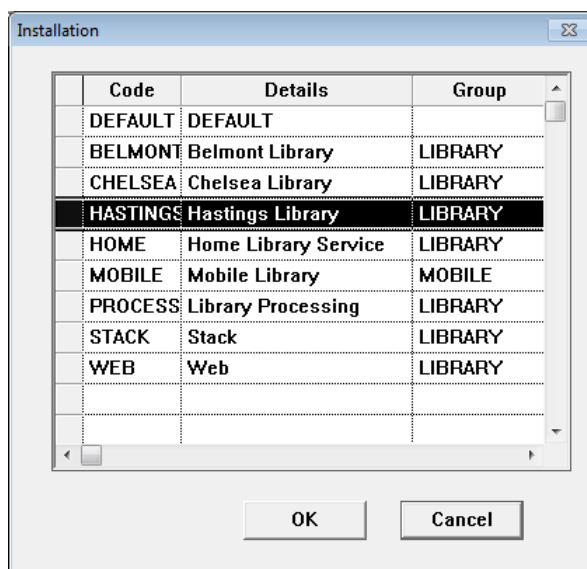 Installation
Code Details Group
DEFAULT DEFAULT
BELMONT Belmont Library LIBRARY
CHELSEA Chelsea Library LIBRARY
HASTINGS Hastings Library LIBRARY
HOME Home Library Service LIBRARY
MOBILE Mobile Library MOBILE
PROCESS Library Processing LIBRARY
STACK Stack LIBRARY
WEB Web LIBRARY
OK Cancel